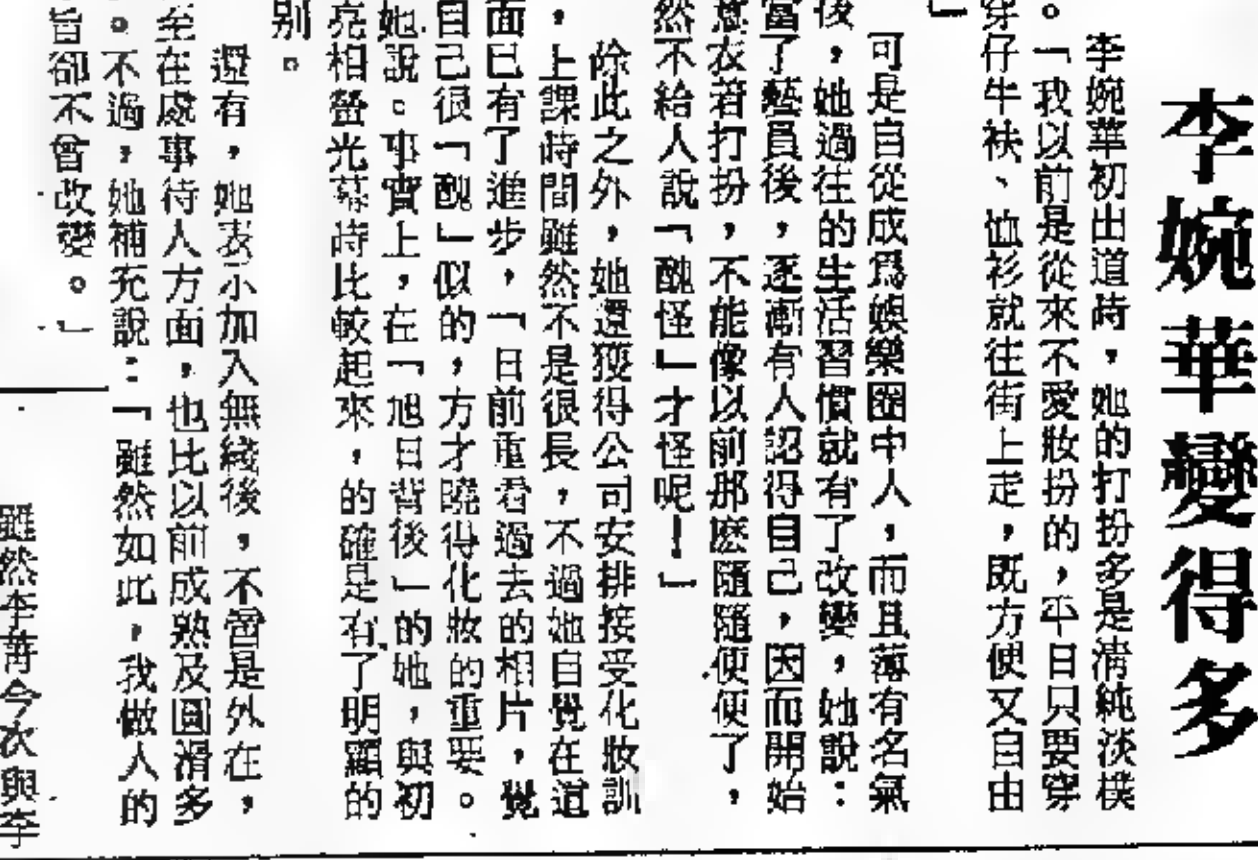 李婉華變得多
李婉華初出道時，她的打扮多是清純淡樸
。「我以前是從來不愛妝扮的，平日只要穿
穿仔牛袂、恤衫就往街上走，既方便又自由
」
可是自從成爲娛樂圈中人，而且薄有名氣
後，她過往的生活習慣就有了改變，她說：
當了藝員後，逐漸有人認得自己，因而開始
意衣着打扮，不能像以前那麽隨隨便便了，
然不給人說「醜怪」才怪呢！」
除此之外，她還獲得公司安排接受化妝訓
，上課時間雖然不是很長，不過她自覺在這
面已有了進步，「日前重看過去的相片，覺
自己很「醜」似的，方才曉得化妝的重要。
她說。事實上，在「旭日背後」的她，與初
亮相螢光幕時比較起來，的確是有了明顯的
別。
還有，她表示加入無綫後，不曾是外在，
至在處事待人方面，也比以前成熟及圓滑多
。不過，她補充說：「雖然如此，我做人的
旨卻不曾改變。」
雖然李菁今次與李